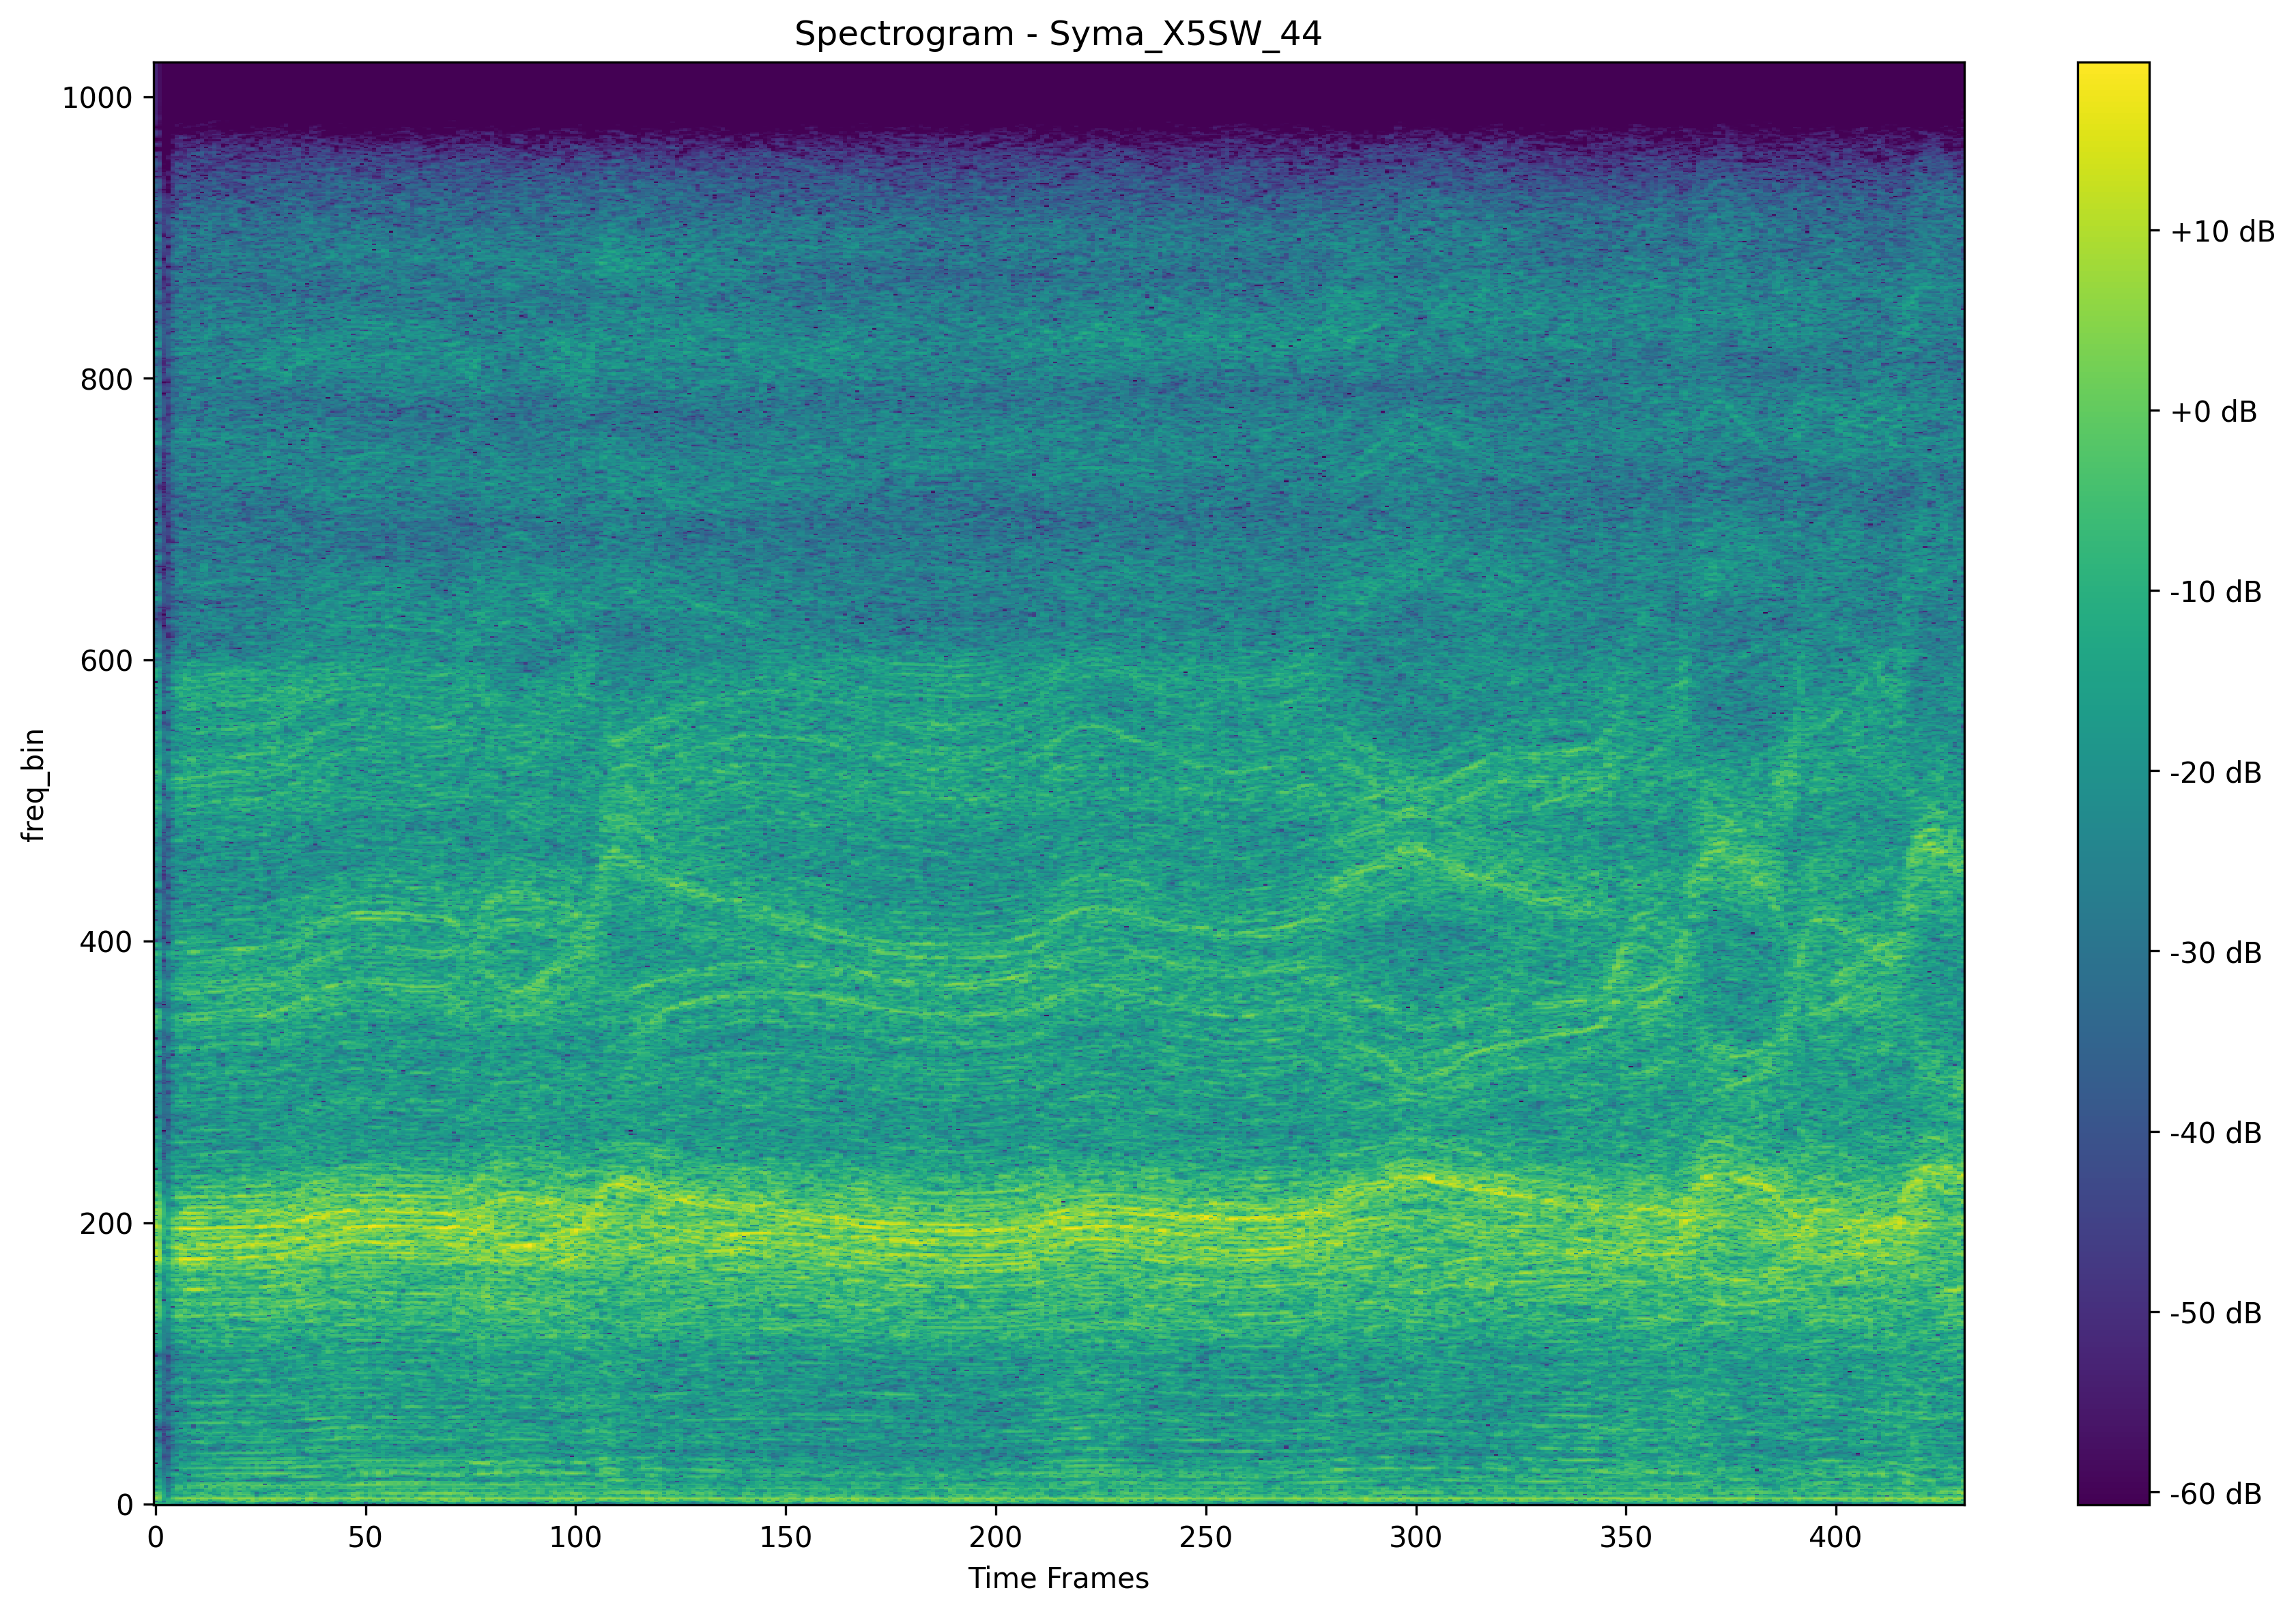 Spectrogram - Syma_X5SW_44
1000
800
600
400
200
0
freq_bin
0 50 100 150 200 250 300 350 400
Time Frames
+10 dB
+0 dB
-10 dB
-20 dB
-30 dB
-40 dB
-50 dB
-60 dB